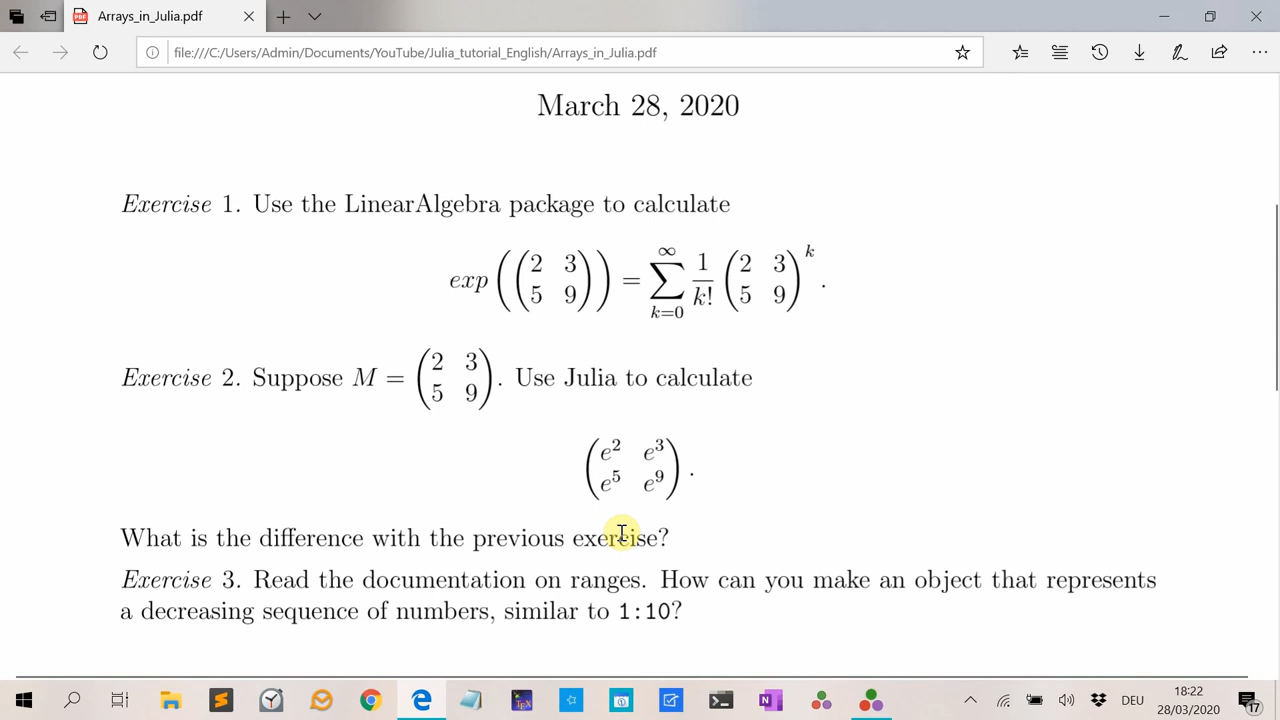 Arrays_in_Julia.pdf
file:///C:/Users/Admin/Documents/YouTube/Julia_tutorial_English/Arrays_in_Julia.pdf
March 28, 2020
Exercise 1. Use the LinearAlgebra package to calculate
exp((2 3
5 9)) = ∑_{k=0}^{∞} 1/k! (2 3
5 9)^k.
Exercise 2. Suppose M = (2 3
5 9). Use Julia to calculate
(e^2 e^3
e^5 e^9).
What is the difference with the previous exercise?
Exercise 3. Read the documentation on ranges. How can you make an object that represents
a decreasing sequence of numbers, similar to 1:10?
DEU
18:22
28/03/2020
17